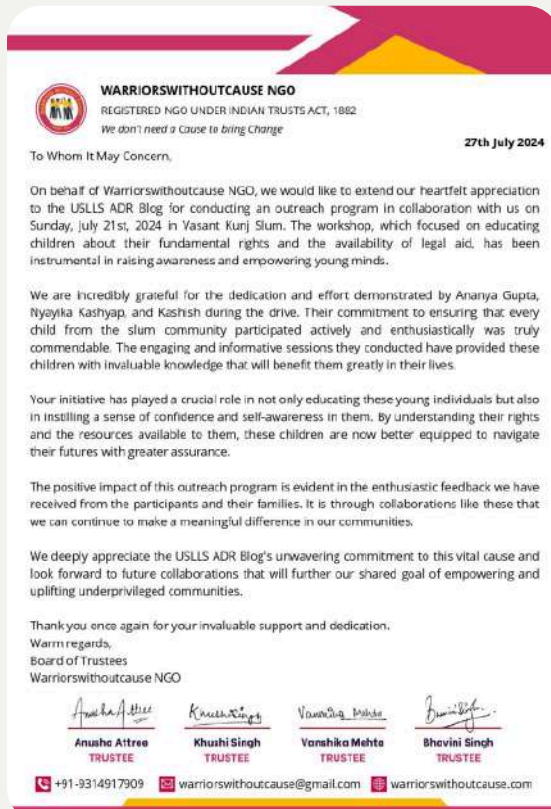 WARRIORSWITHOUTCAUSE NGO
REGISTERED NGO UNDER INDIAN TRUSTS ACT, 1882
We don't need a Cause to bring Change
27th July 2024
To Whom It May Concern,
On behalf of Warriorswithoutcause NGO, we would like to extend our heartfelt appreciation
to the USLLS ADR Blog for conducting an outreach program in collaboration with us on
Sunday, July 21st, 2024 in Vasant Kunj Slum. The workshop, which focused on educating
children about their fundamental rights and the availability of legal aid, has been
instrumental in raising awareness and empowering young minds.
We are incredibly grateful for the dedication and effort demonstrated by Ananya Gupta,
Nyayika Kashyap, and Kashish during the drive. Their commitment to ensuring that every
child from the slum community participated actively and enthusiastically was truly
commendable. The engaging and informative sessions they conducted have provided these
children with invaluable knowledge that will benefit them greatly in their lives.
Your initiative has played a crucial role in not only educating these young individuals but also
in instilling a sense of confidence and self-awareness in them. By understanding their rights
and the resources available to them, these children are now better equipped to navigate
their futures with greater assurance.
The positive impact of this outreach program is evident in the enthusiastic feedback we have
received from the participants and their families. It is through collaborations like these that
we can continue to make a meaningful difference in our communities.
We deeply appreciate the USLLS ADR Blog's unwavering commitment to this vital cause and
look forward to future collaborations that will further our shared goal of empowering and
uplifting underprivileged communities.
Thank you once again for your invaluable support and dedication.
Warm regards,
Board of Trustees
Warriorswithoutcause NGO
Anusha Attree Khushi Singh Vanshika Mehta Bhavini Singh
Anusha Attree Khushi Singh Vanshika Mehta Bhavini Singh
TRUSTEE TRUSTEE TRUSTEE TRUSTEE
+91-9314917909 warriorswithoutcause@gmail.com warriorswithoutcause.com